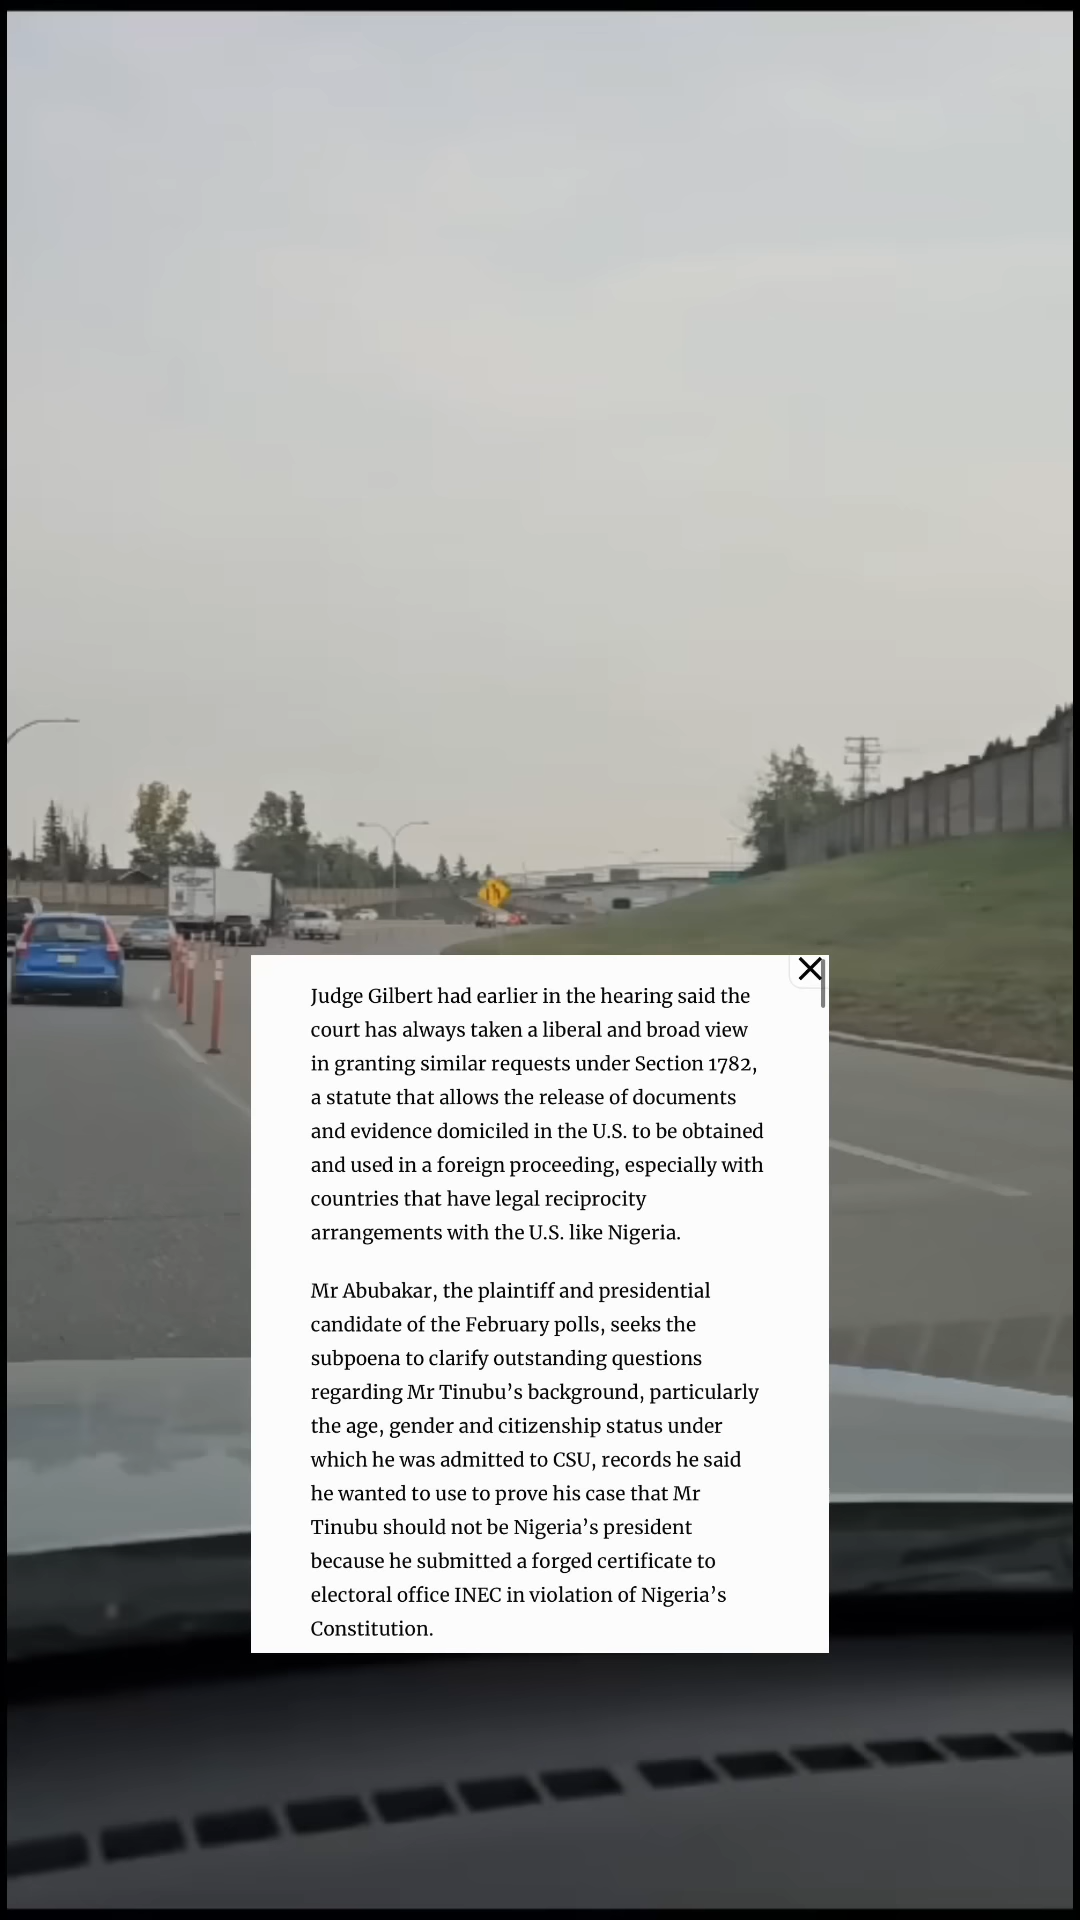 Judge Gilbert had earlier in the hearing said the
court has always taken a liberal and broad view
in granting similar requests under Section 1782,
a statute that allows the release of documents
and evidence domiciled in the U.S. to be obtained
and used in a foreign proceeding, especially with
countries that have legal reciprocity
arrangements with the U.S. like Nigeria.
Mr Abubakar, the plaintiff and presidential
candidate of the February polls, seeks the
subpoena to clarify outstanding questions
regarding Mr Tinubu’s background, particularly
the age, gender and citizenship status under
which he was admitted to CSU, records he said
he wanted to use to prove his case that Mr
Tinubu should not be Nigeria’s president
because he submitted a forged certificate to
electoral office INEC in violation of Nigeria’s
Constitution.